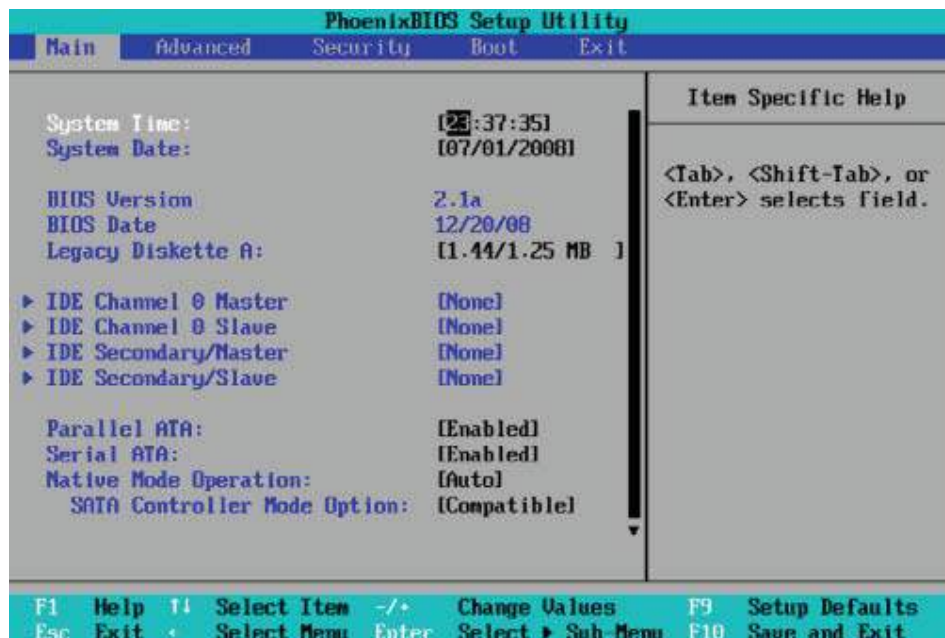 PhoenixBIOS Setup Utility
Main Advanced Security Boot Exit
Item Specific Help
System Time: [23:37:35]
System Date: [07/01/2008]
<Tab>, <Shift-Tab>, or
<Enter> selects field.
BIOS Version 2.1a
BIOS Date 12/20/08
Legacy Diskette A: [1.44/1.25 MB ]
IDE Channel 0 Master [None]
IDE Channel 0 Slave [None]
IDE Secondary/Master [None]
IDE Secondary/Slave [None]
Parallel ATA: [Enabled]
Serial ATA: [Enabled]
Native Mode Operation: [Auto]
SATA Controller Mode Option: [Compatible]
F1 Help ↑↓ Select Item -/+ Change Values F9 Setup Defaults
Esc Exit Select Menu Enter Select ▶ Sub-Menu F10 Save and Exit